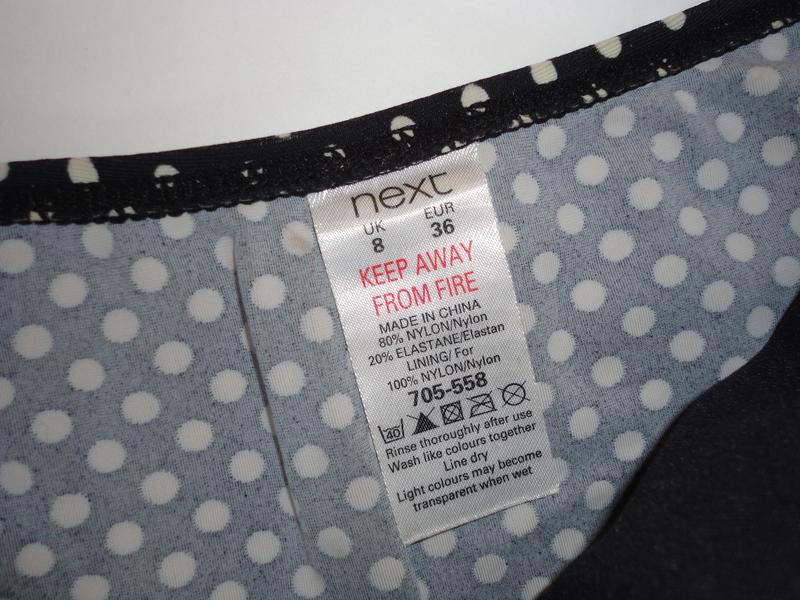 next
UK EUR
8 36
KEEP AWAY
FROM FIRE
MADE IN CHINA
80% NYLON/Nylon
20% ELASTANE/Elastan
LINING/ For
100% NYLON/Nylon
705-558
40
Rinse thoroughly after use
Wash like colours together
Line dry
Light colours may become
transparent when wet